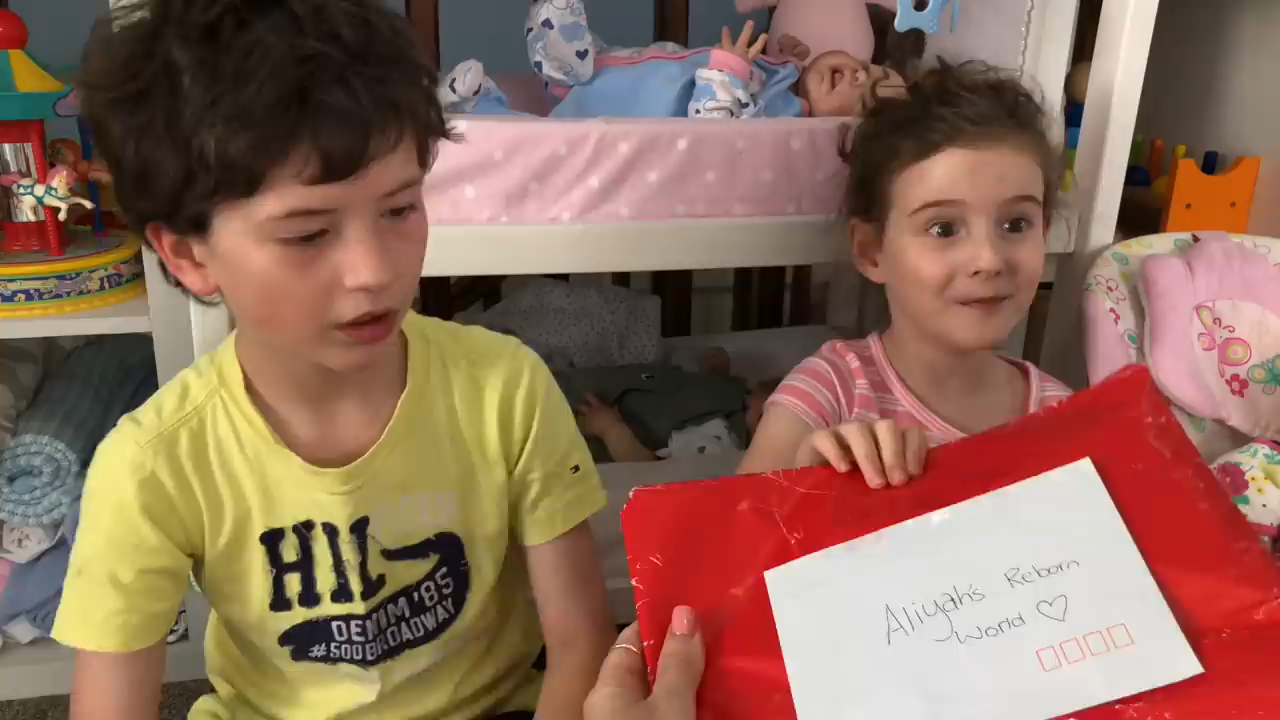 HIL
DENIM '85
#500 BROADWAY
Aliyah's Reborn
World ♡